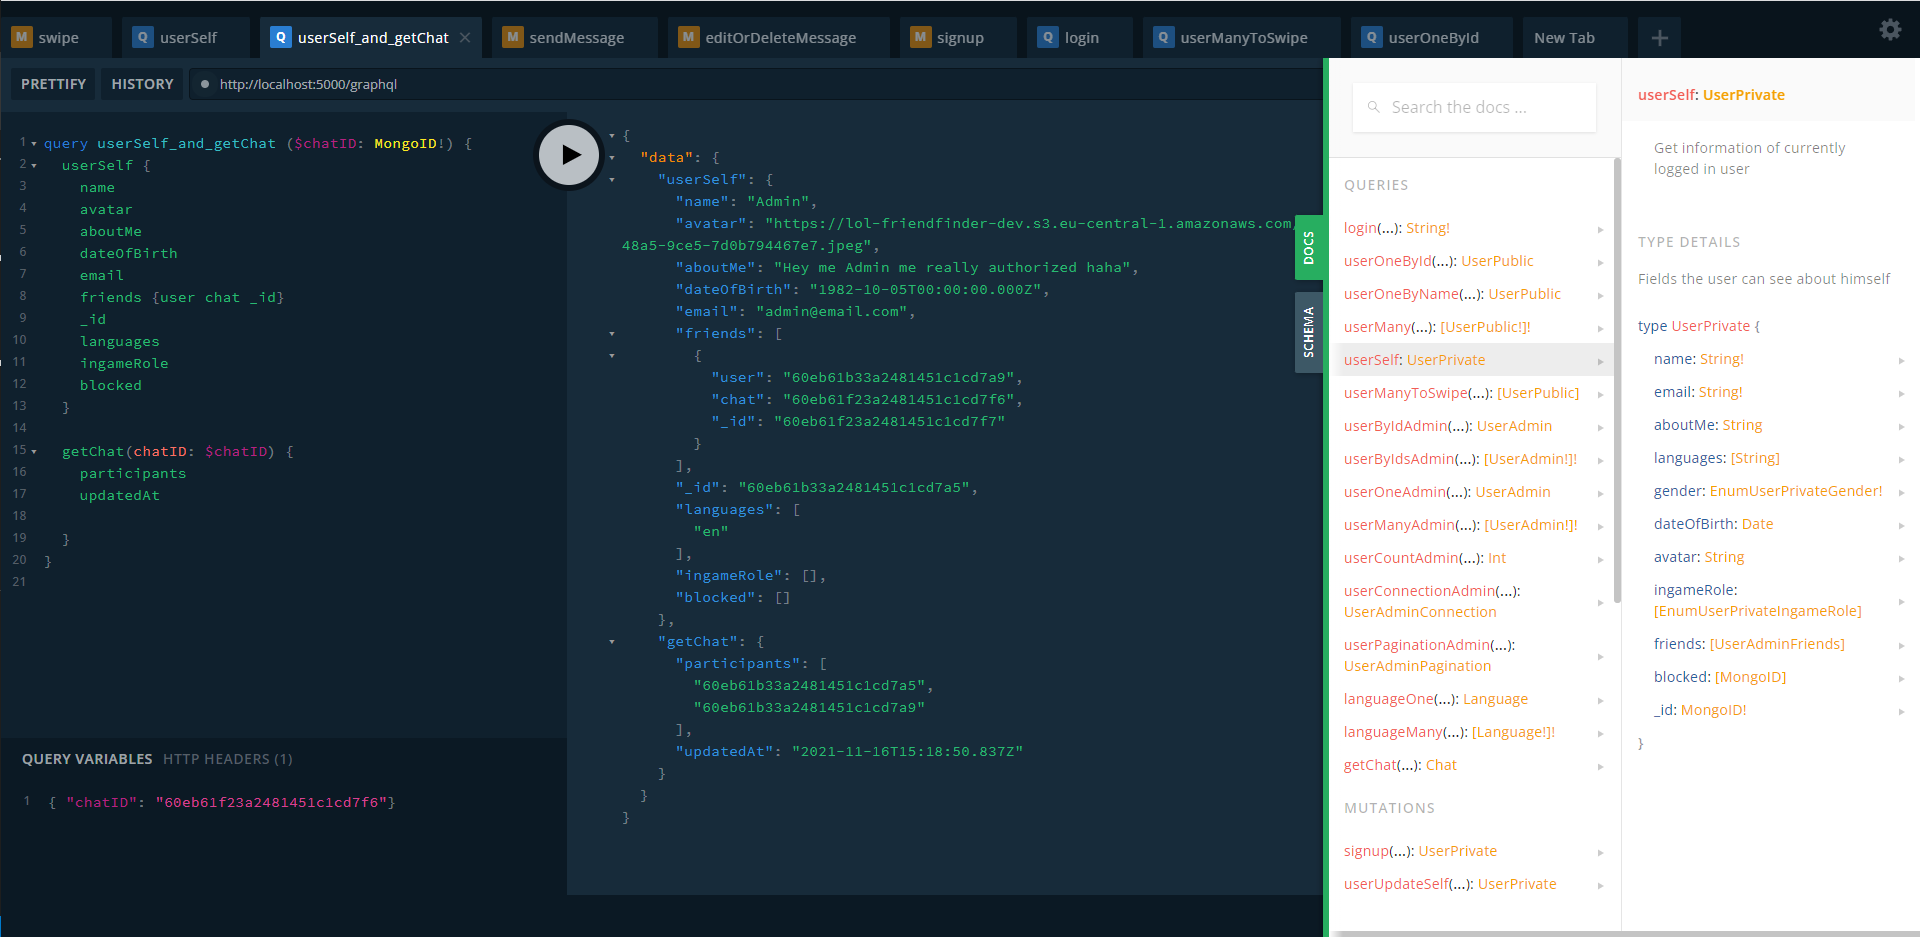 M swipe
Q userSelf
Q userSelf_and_getChat ×
M sendMessage
M editOrDeleteMessage
M signup
Q login
Q userManyToSwipe
Q userOneById
New Tab
+
PRETTIFY
HISTORY
http://localhost:5000/graphql
1 query userSelf_and_getChat ($chatID: MongoID!) {
2 userSelf {
3 name
4 avatar
5 aboutMe
6 dateOfBirth
7 email
8 friends {user chat _id}
9 _id
10 languages
11 ingameRole
12 blocked
13 }
14
15 getChat(chatID: $chatID) {
16 participants
17 updatedAt
18
19 }
20 }
21
QUERY VARIABLES HTTP HEADERS (1)
1 { "chatID": "60eb61f23a2481451c1cd7f6"}
{
"data": {
"userSelf": {
"name": "Admin",
"avatar": "https://lol-friendfinder-dev.s3.eu-central-1.amazonaws.com/
48a5-9ce5-7d0b794467e7.jpeg",
"aboutMe": "Hey me Admin me really authorized haha",
"dateOfBirth": "1982-10-05T00:00:00.000Z",
"email": "admin@email.com",
"friends": [
{
"user": "60eb61b33a2481451c1cd7a9",
"chat": "60eb61f23a2481451c1cd7f6",
"_id": "60eb61f23a2481451c1cd7f7"
}
],
"_id": "60eb61b33a2481451c1cd7a5",
"languages": [
"en"
],
"ingameRole": [],
"blocked": []
},
"getChat": {
"participants": [
"60eb61b33a2481451c1cd7a5",
"60eb61b33a2481451c1cd7a9"
],
"updatedAt": "2021-11-16T15:18:50.837Z"
}
}
}
DOCS
SCHEMA
Search the docs ...
QUERIES
login(...): String!
userOneById(...): UserPublic
userOneByName(...): UserPublic
userMany(...): [UserPublic!]!
userSelf: UserPrivate
userManyToSwipe(...): [UserPublic]
userByIdAdmin(...): UserAdmin
userByIdsAdmin(...): [UserAdmin!]!
userOneAdmin(...): UserAdmin
userManyAdmin(...): [UserAdmin!]!
userCountAdmin(...): Int
userConnectionAdmin(...):
UserAdminConnection
userPaginationAdmin(...):
UserAdminPagination
languageOne(...): Language
languageMany(...): [Language!]!
getChat(...): Chat
MUTATIONS
signup(...): UserPrivate
userUpdateSelf(...): UserPrivate
userSelf: UserPrivate
Get information of currently
logged in user
TYPE DETAILS
Fields the user can see about himself
type UserPrivate {
name: String!
email: String!
aboutMe: String
languages: [String]
gender: EnumUserPrivateGender!
dateOfBirth: Date
avatar: String
ingameRole:
[EnumUserPrivateIngameRole]
friends: [UserAdminFriends]
blocked: [MongoID]
_id: MongoID!
}